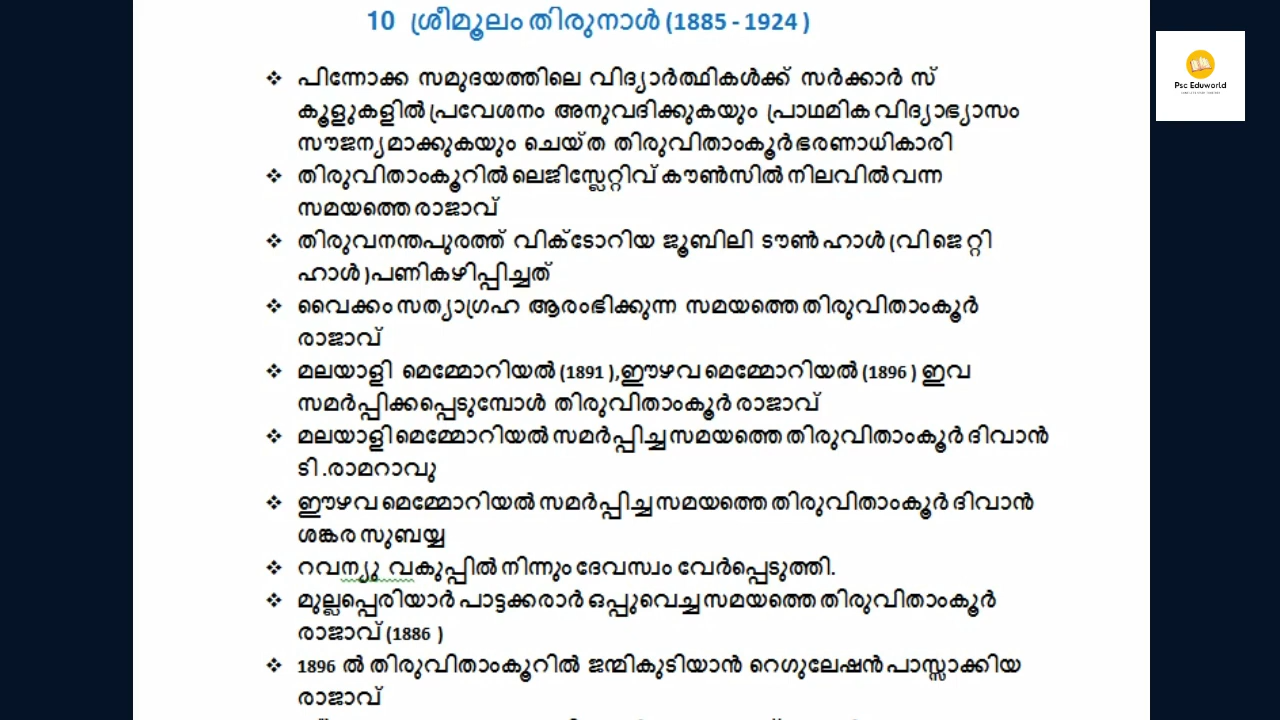 10 ശ്രീമൂലം തിരുനാൾ (1885 - 1924 )
Psc Eduworld
❖ പിന്നോക്ക സമുദയത്തിലെ വിദ്യാർത്ഥികൾക്ക് സർക്കാർ സ്
കൂളുകളിൽ പ്രവേശനം അനുവദിക്കുകയും പ്രാഥമിക വിദ്യാഭ്യാസം
സൗജന്യമാക്കുകയും ചെയ്ത തിരുവിതാംകൂർ ഭരണാധികാരി
❖ തിരുവിതാംകൂറിൽ ലെജിസ്ലേറ്റിവ് കൗൺസിൽ നിലവിൽ വന്ന
സമയത്തെ രാജാവ്
❖ തിരുവനന്തപുരത്ത് വിക്ടോറിയ ജൂബിലി ടൗൺ ഹാൾ (വി ജെ റ്റി
ഹാൾ )പണികഴിപ്പിച്ചത്
❖ വൈക്കം സത്യാഗ്രഹ ആരംഭിക്കുന്ന സമയത്തെ തിരുവിതാംകൂർ
രാജാവ്
❖ മലയാളി മെമ്മോറിയൽ (1891 ),ഈഴവ മെമ്മോറിയൽ (1896 ) ഇവ
സമർപ്പിക്കപ്പെടുമ്പോൾ തിരുവിതാംകൂർ രാജാവ്
❖ മലയാളി മെമ്മോറിയൽ സമർപ്പിച്ച സമയത്തെ തിരുവിതാംകൂർ ദിവാൻ
ടി .രാമറാവു
❖ ഈഴവ മെമ്മോറിയൽ സമർപ്പിച്ച സമയത്തെ തിരുവിതാംകൂർ ദിവാൻ
ശങ്കര സുബയ്യ
❖ റവന്യു വകുപ്പിൽ നിന്നും ദേവസ്വം വേർപ്പെടുത്തി.
❖ മുല്ലപ്പെരിയാർ പാട്ടക്കരാർ ഒപ്പുവെച്ച സമയത്തെ തിരുവിതാംകൂർ
രാജാവ് (1886 )
❖ 1896 ൽ തിരുവിതാംകൂറിൽ ജന്മികുടിയാൻ റെഗുലേഷൻ പാസ്സാക്കിയ
രാജാവ്